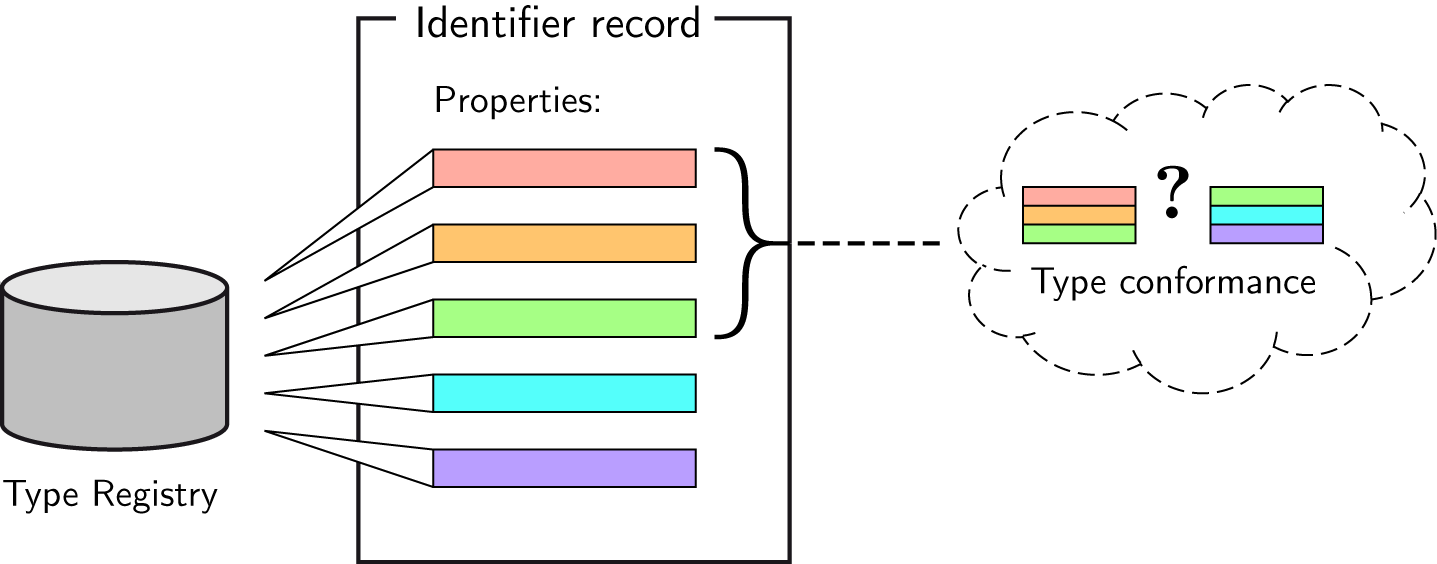 Identifier record
Properties:
?
Type conformance
Type Registry